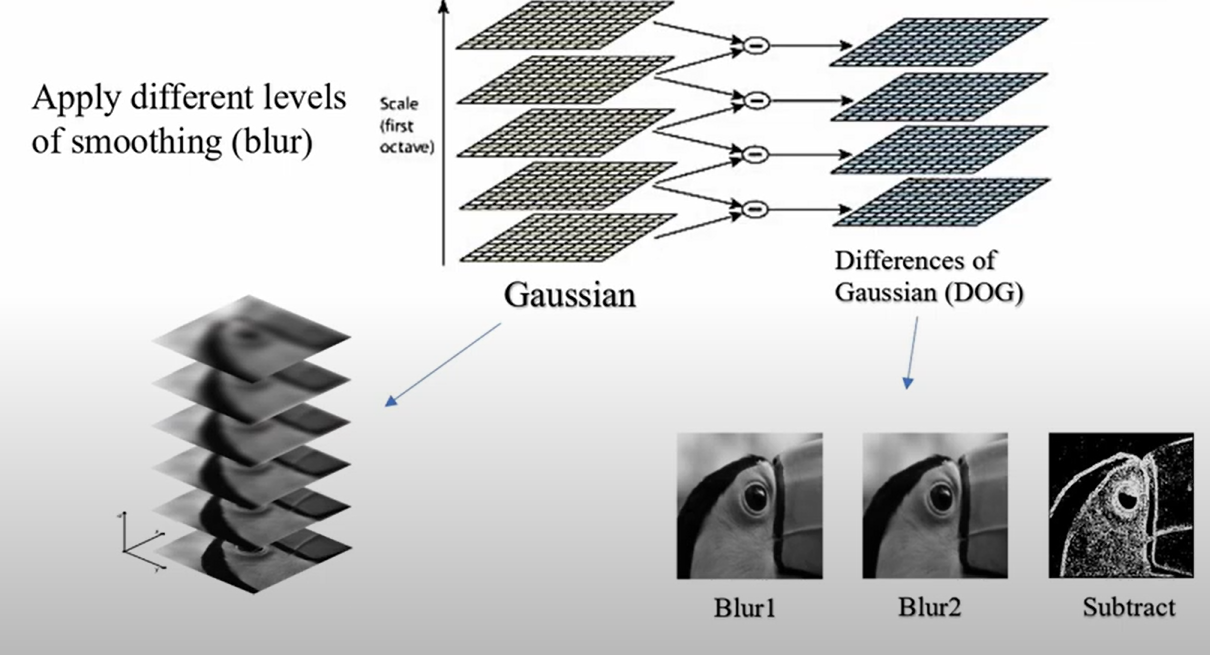 Apply different levels
of smoothing (blur)
Scale
(first
octave)
Gaussian
Differences of
Gaussian (DOG)
Blur1
Blur2
Subtract